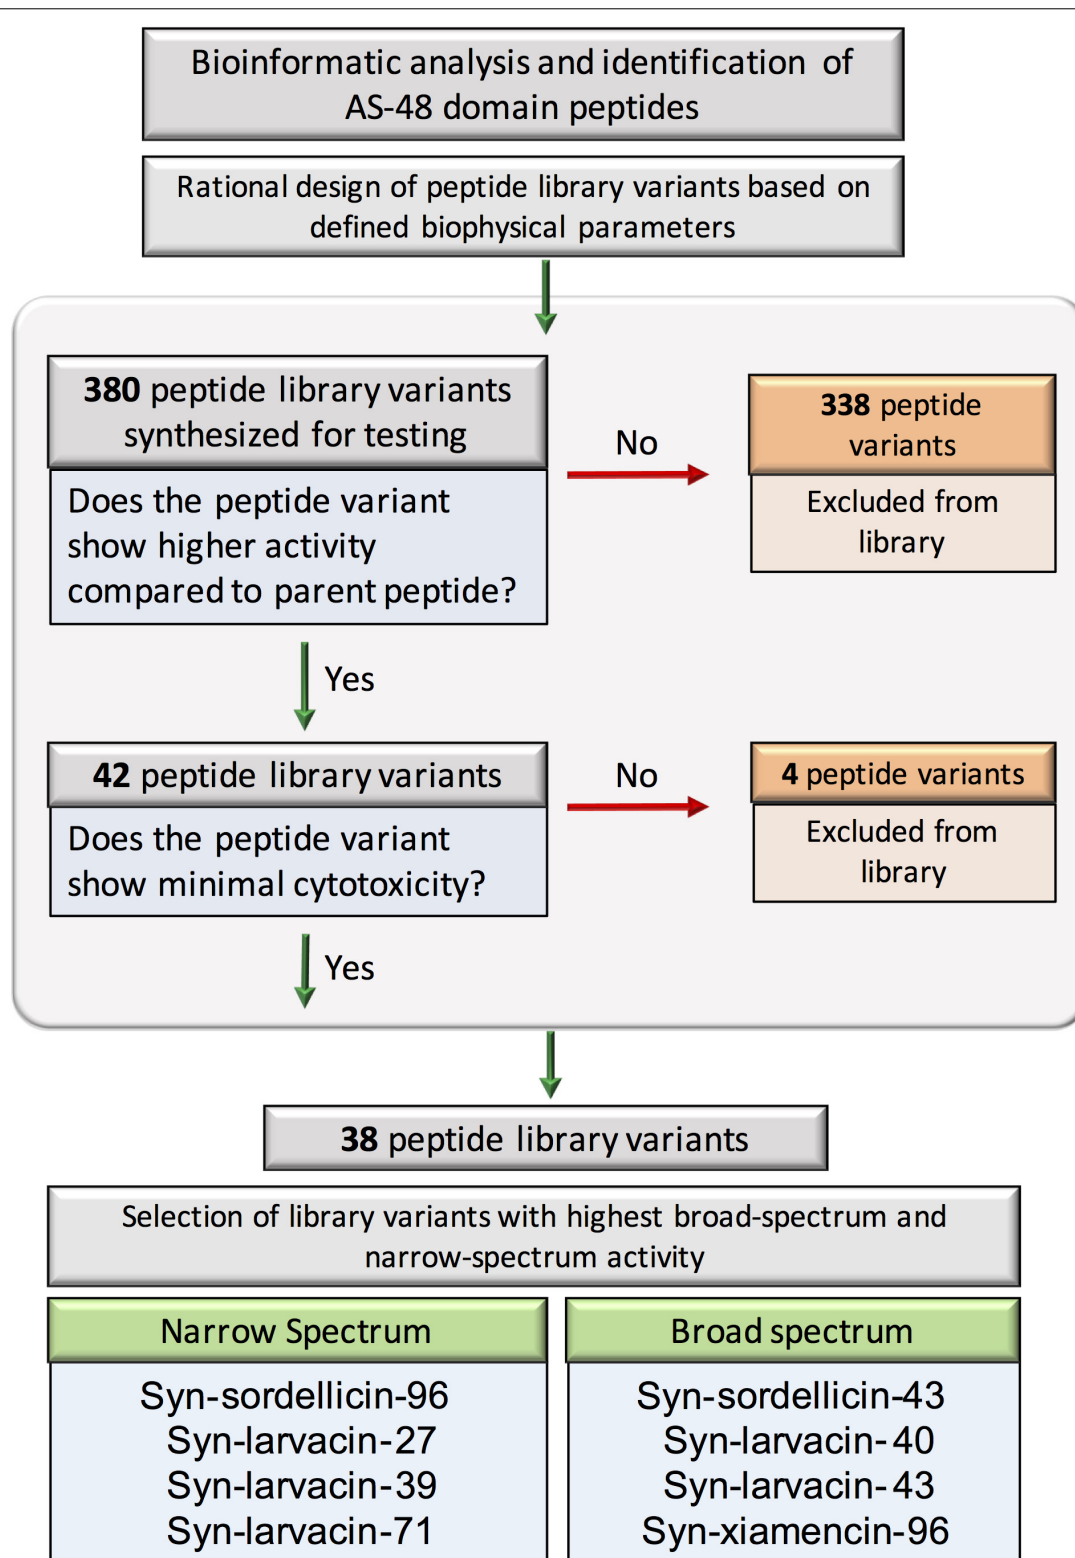 Bioinformatic analysis and identification of
AS-48 domain peptides
Rational design of peptide library variants based on
defined biophysical parameters
380 peptide library variants
synthesized for testing
Does the peptide variant
show higher activity
compared to parent peptide?
No
338 peptide
variants
Excluded from
library
Yes
42 peptide library variants
Does the peptide variant
show minimal cytotoxicity?
No
4 peptide variants
Excluded from
library
Yes
38 peptide library variants
Selection of library variants with highest broad-spectrum and
narrow-spectrum activity
Narrow Spectrum
Syn-sordellicin-96
Syn-larvacin-27
Syn-larvacin-39
Syn-larvacin-71
Broad spectrum
Syn-sordellicin-43
Syn-larvacin-40
Syn-larvacin-43
Syn-xiamencin-96